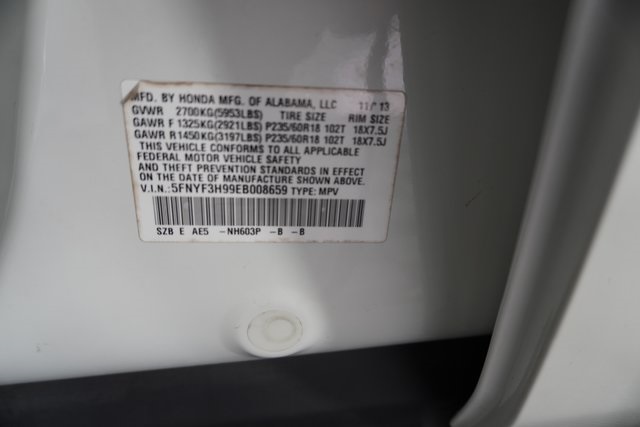 MFD. BY HONDA MFG. OF ALABAMA, LLC 11/13
GVWR 2700KG(5953LBS) TIRE SIZE RIM SIZE
GAWR F 1325KG(2921LBS) P235/60R18 102T 18X7.5J
GAWR R1450KG(3197LBS) P235/60R18 102T 18X7.5J
THIS VEHICLE CONFORMS TO ALL APPLICABLE
FEDERAL MOTOR VEHICLE SAFETY
AND THEFT PREVENTION STANDARDS IN EFFECT
ON THE DATE OF MANUFACTURE SHOWN ABOVE.
V.I.N.: 5FNYF3H99EB008659 TYPE: MPV
SZB E AE5 -NH603P -B -B